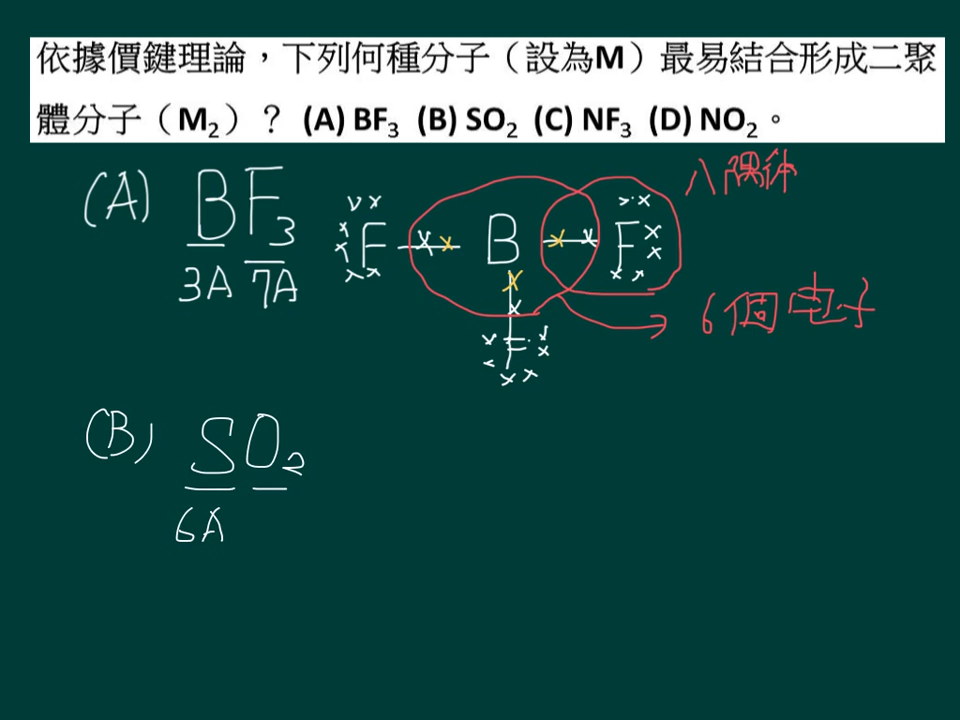 依據價鍵理論，下列何種分子（設為M）最易結合形成二聚
體分子（M₂）？ (A) BF₃ (B) SO₂ (C) NF₃ (D) NO₂。
(A) BF₃
3A 7A
F B F
F
八隅体
6個电子
(B) SO₂
6A